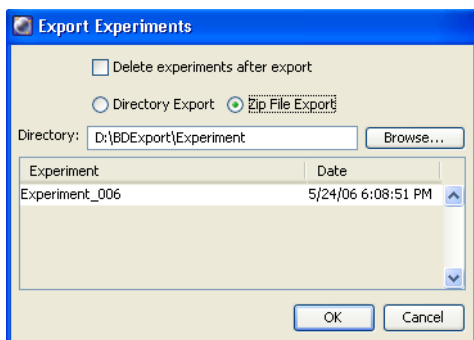 Export Experiments
Delete experiments after export
Directory Export Zip File Export
Directory: D:\BDExport\Experiment Browse...
Experiment Date
Experiment_006 5/24/06 6:08:51 PM
OK Cancel